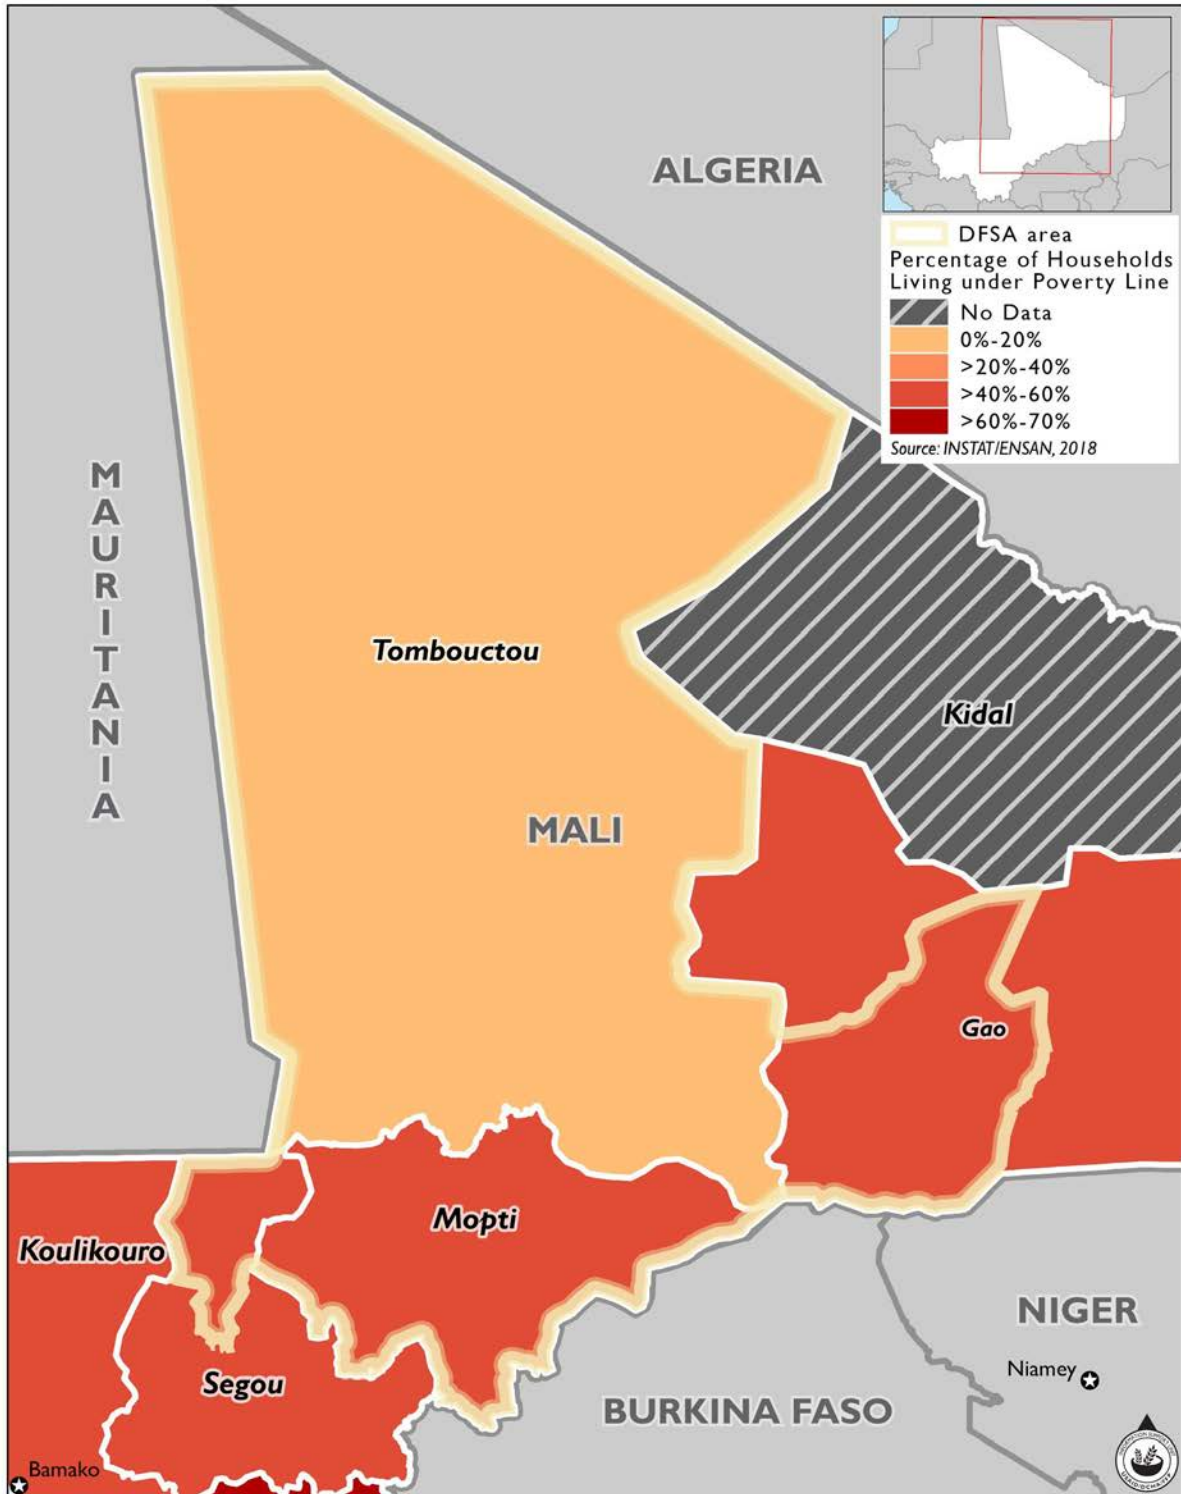 ALGERIA
DFSA area
Percentage of Households
Living under Poverty Line
No Data
0%-20%
>20%-40%
>40%-60%
>60%-70%
Source: INSTAT/ENSAN, 2018
MAURITANIA
Tombouctou
Kidal
MALI
Gao
Mopti
Koulikouro
NIGER
Niamey
Segou
BURKINA FASO
Bamako